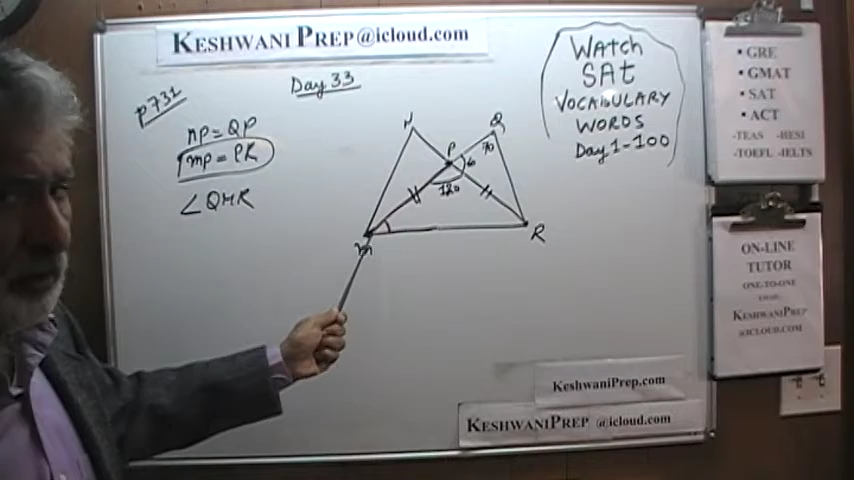 KESHWANI PREP@icloud.com
Day 33
p731
NP = QP
MP = PR
∠QMR
N
Q
P
70
60
120
M
R
WAtch
SAt
VOCABULARY
WORDS
Day 1-100
• GRE
• GMAT
• SAT
• ACT
-TEAS -HESI
-TOEFL -IELTS
ON-LINE
TUTOR
ONE-TO-ONE
KESHWANIPREP
@ICLOUD.COM
KeshwaniPrep.com
KESHWANIPREP @icloud.com